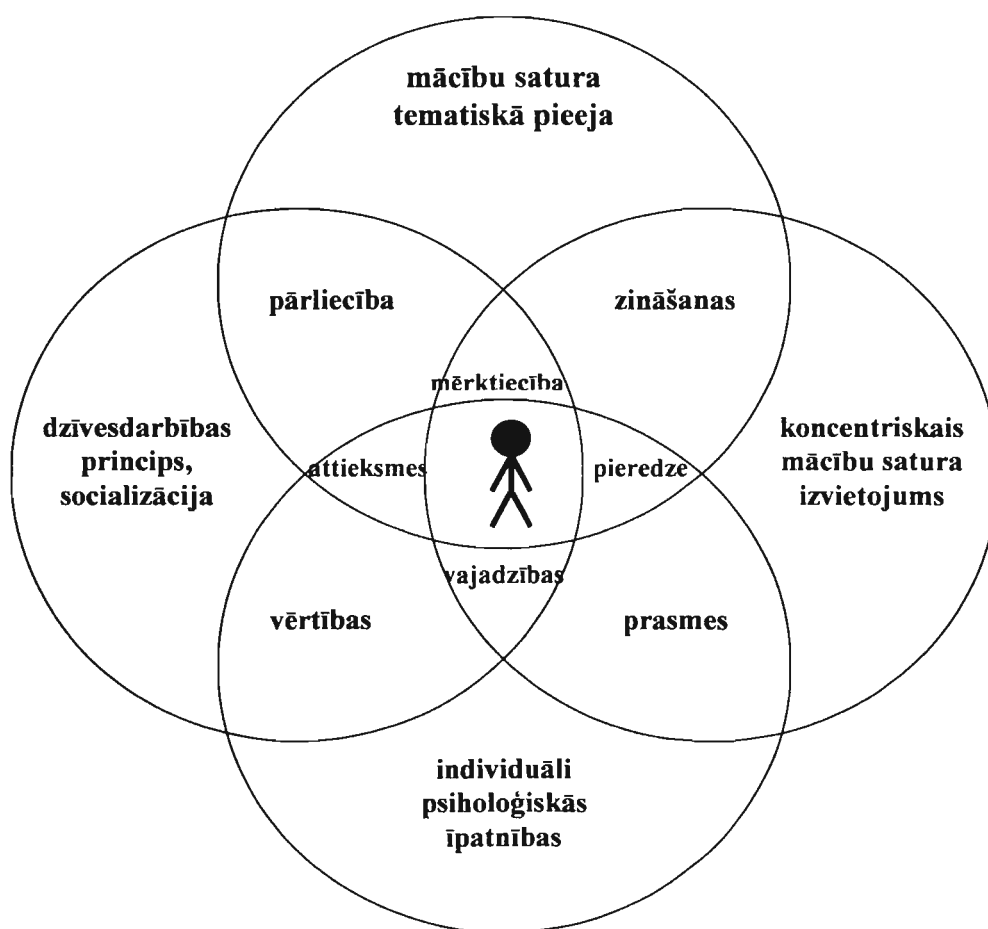 mācību satura
tematiskā pieeja
pārliecība
zināšanas
mērktiecība
dzīvesdarbības
princips,
socializācija
attieksmes
pieredze
koncentriskais
mācību satura
izvietojums
vajadzības
vērtības
prasmes
individuāli
psiholoģiskās
īpatnības